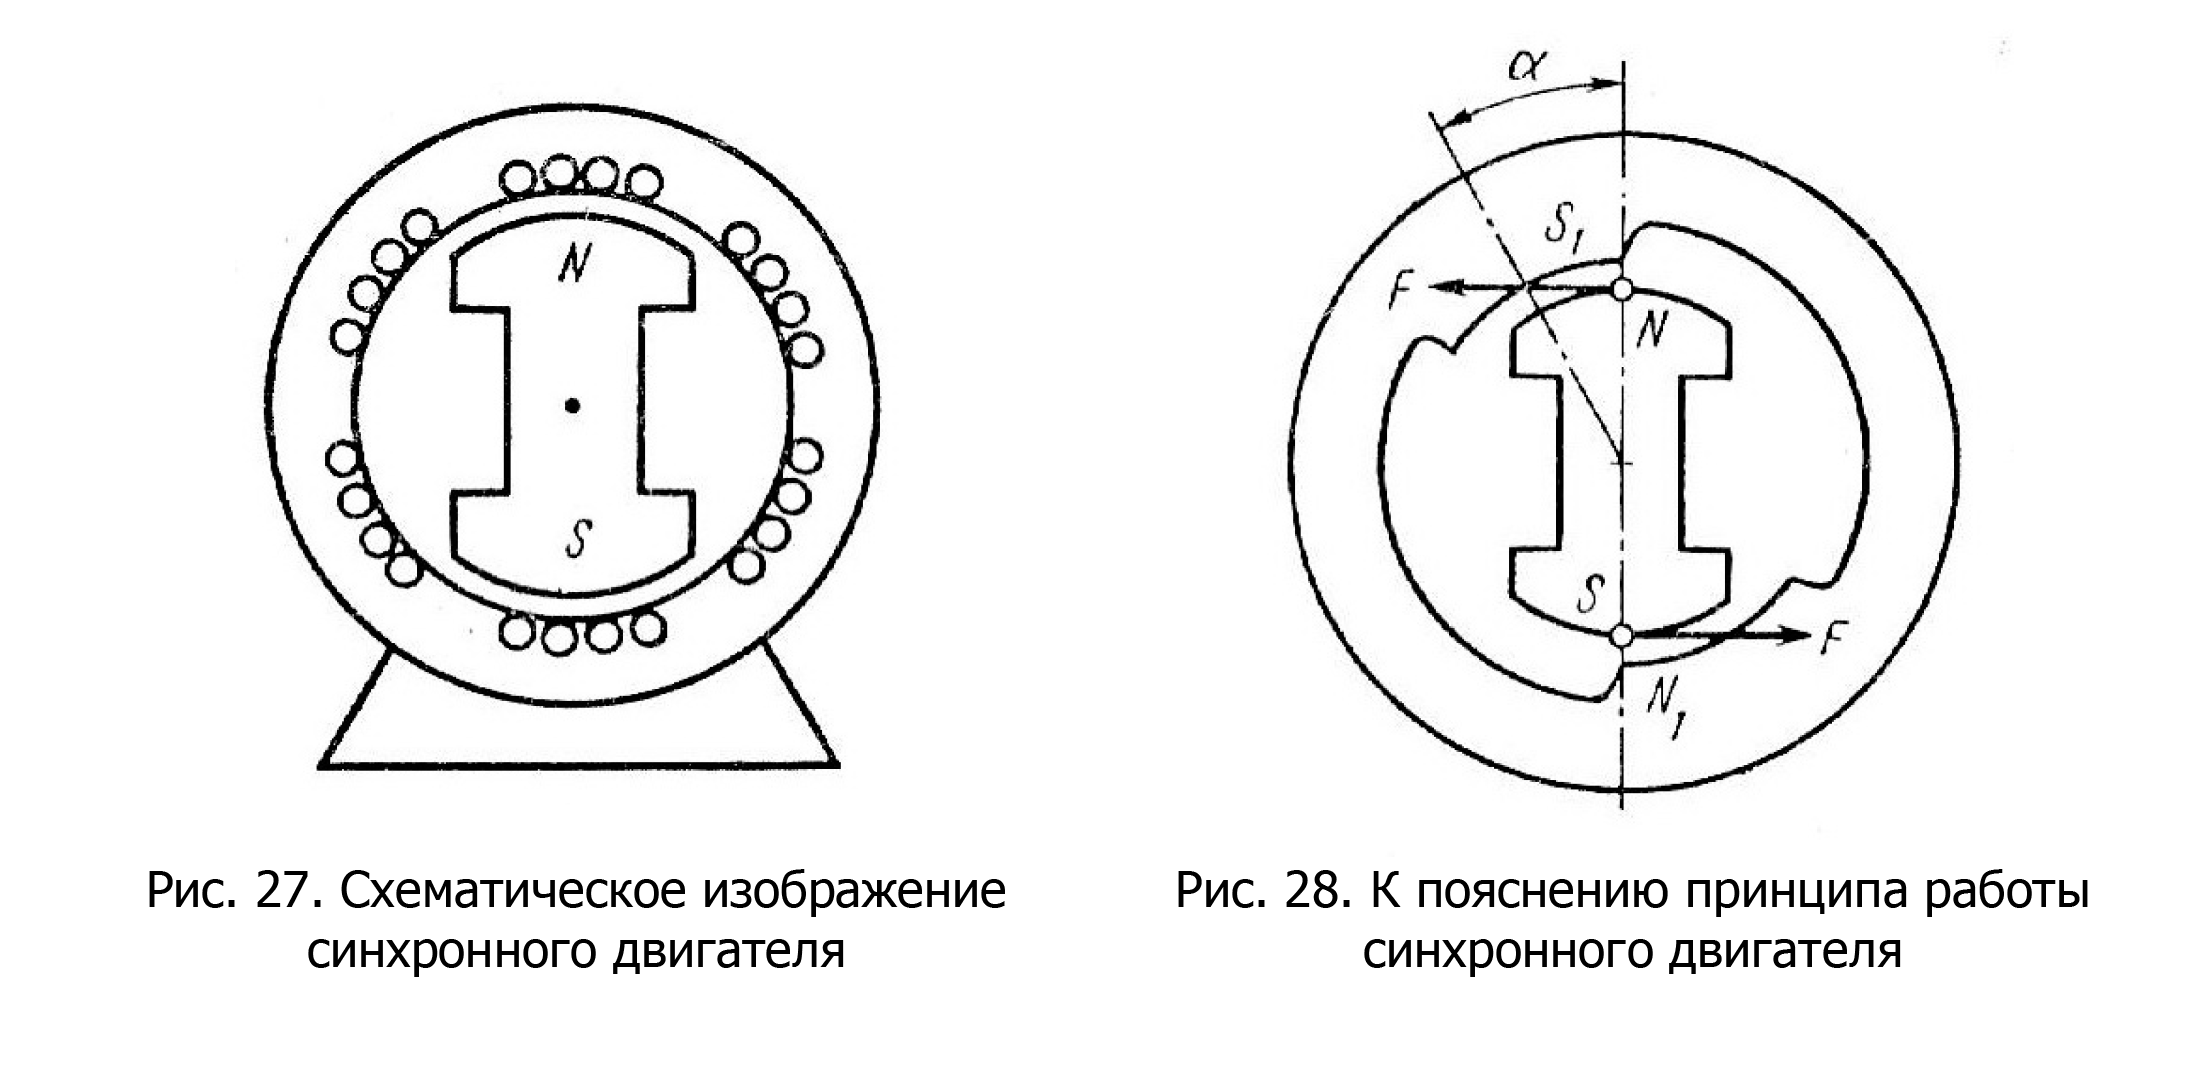 N
S
α
S₁
F
N
S
F
N₁
Рис. 27. Схематическое изображение
синхронного двигателя
Рис. 28. К пояснению принципа работы
синхронного двигателя